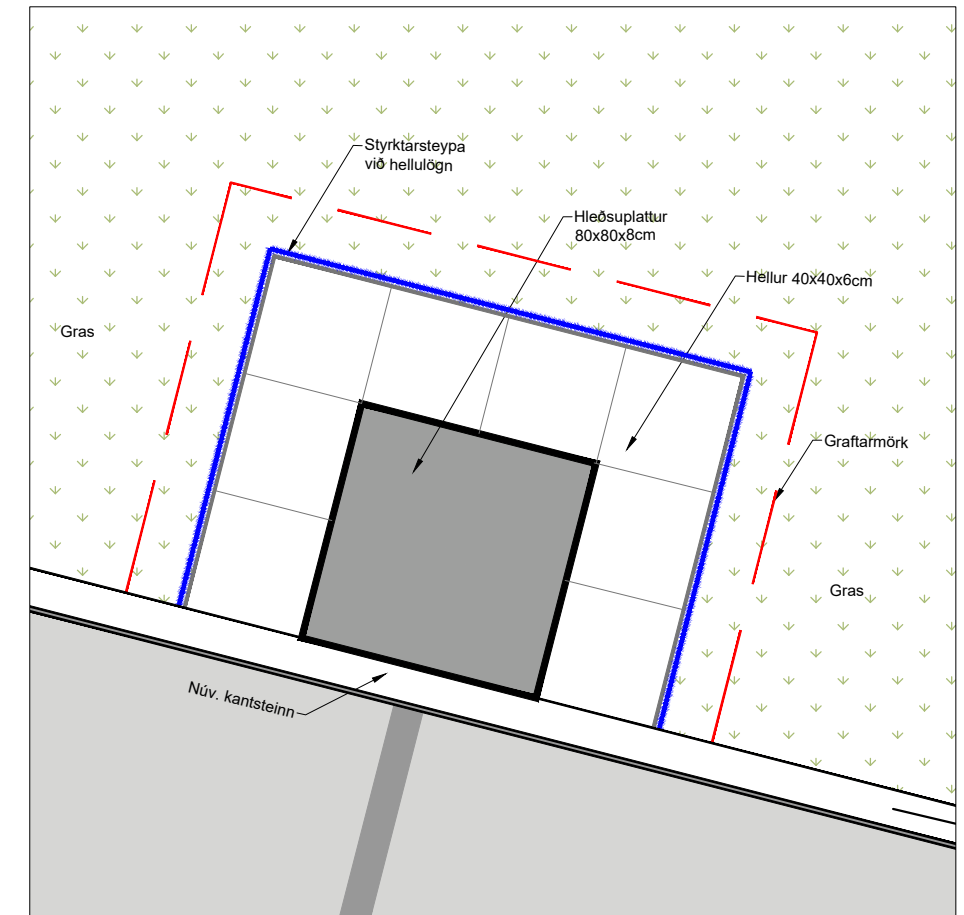 Styrktarsteypa
við hellulögn
Hleðsuplattur
80x80x8cm
Hellur 40x40x6cm
Gras
Graftarmörk
Gras
Núv. kantsteinn